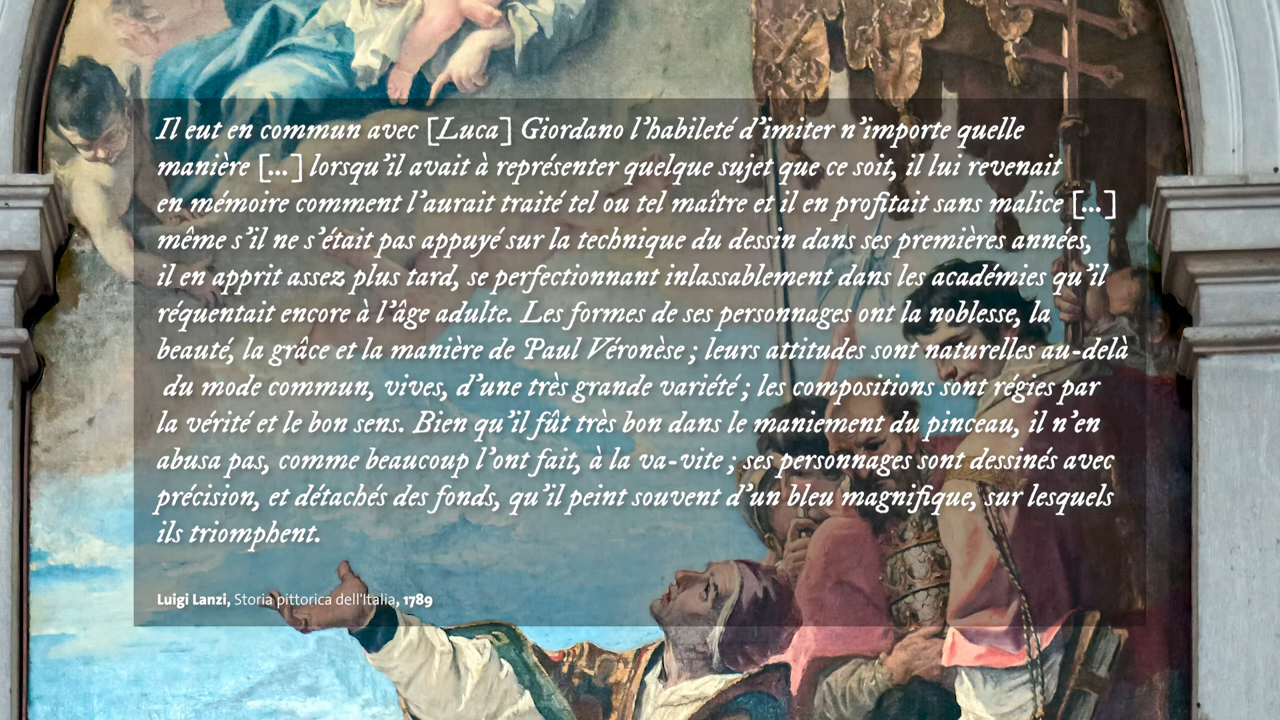 Il eut en commun avec [Luca] Giordano l'habileté d'imiter n'importe quelle
manière [...] lorsqu'il avait à représenter quelque sujet que ce soit, il lui revenait
en mémoire comment l'aurait traité tel ou tel maître et il en profitait sans malice [...]
même s'il ne s'était pas appuyé sur la technique du dessin dans ses premières années,
il en apprit assez plus tard, se perfectionnant inlassablement dans les académies qu'il
réquentait encore à l'âge adulte. Les formes de ses personnages ont la noblesse, la
beauté, la grâce et la manière de Paul Véronèse ; leurs attitudes sont naturelles au-delà
du mode commun, vives, d'une très grande variété ; les compositions sont régies par
la vérité et le bon sens. Bien qu'il fût très bon dans le maniement du pinceau, il n'en
abusa pas, comme beaucoup l'ont fait, à la va-vite ; ses personnages sont dessinés avec
précision, et détachés des fonds, qu'il peint souvent d'un bleu magnifique, sur lesquels
ils triomphent.
Luigi Lanzi, Storia pittorica dell'Italia, 1789